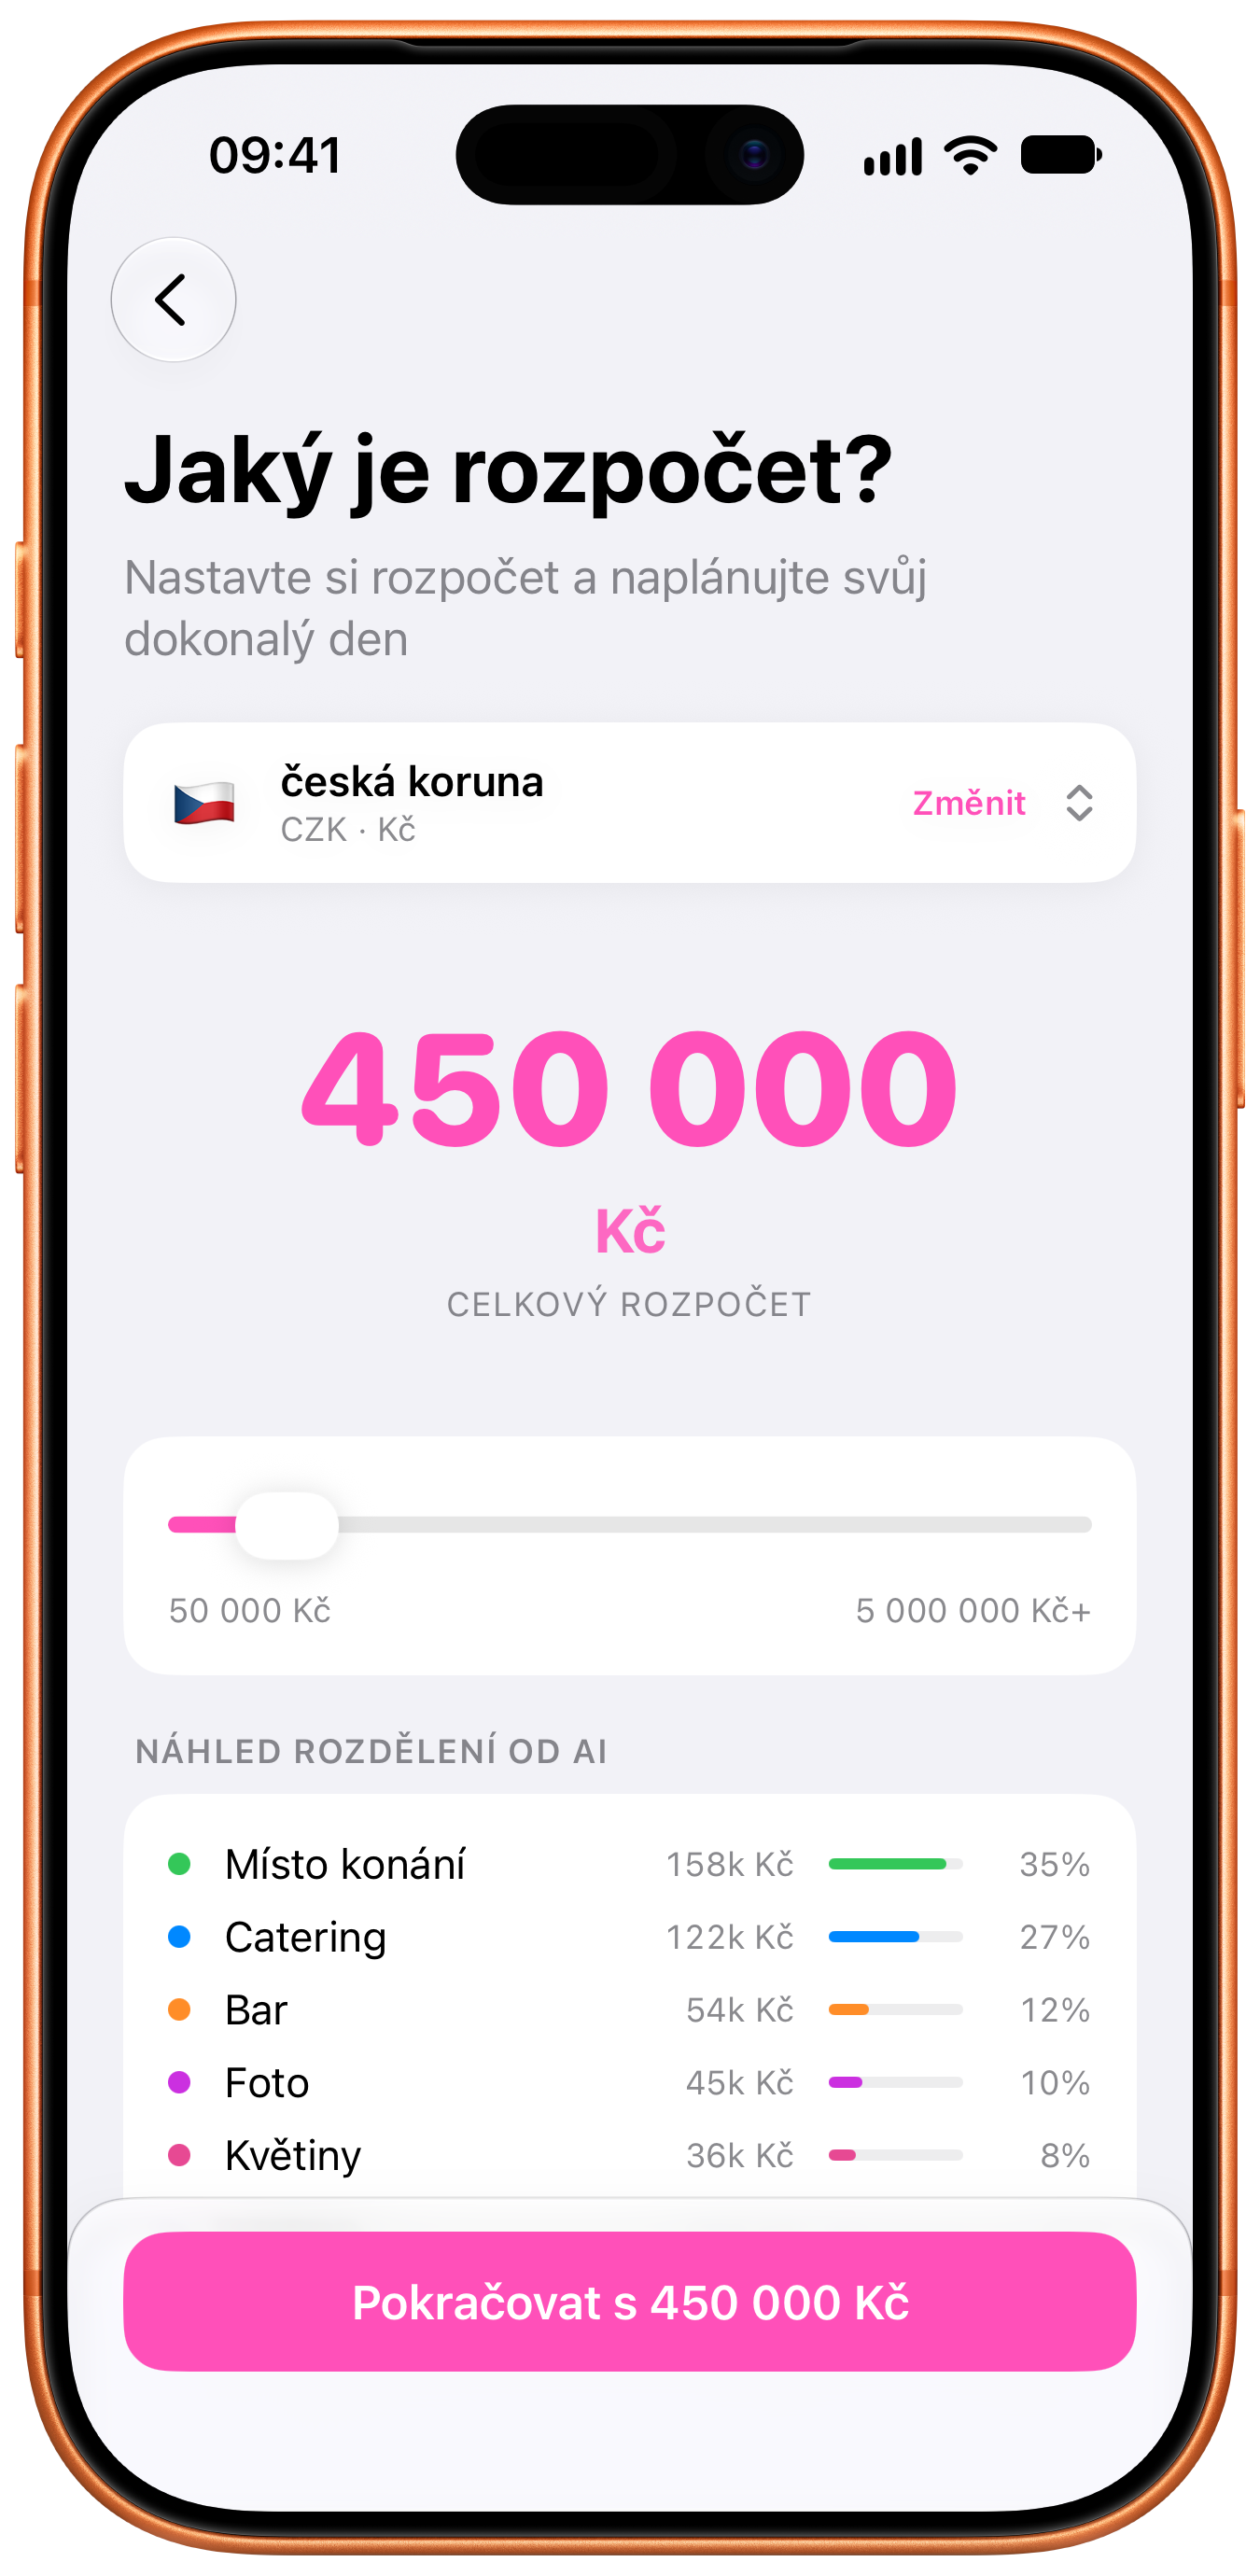 09:41
Jaký je rozpočet?
Nastavte si rozpočet a naplánujte svůj
dokonalý den
česká koruna
CZK · Kč
Změnit
450 000
Kč
CELKOVÝ ROZPOČET
50 000 Kč
5 000 000 Kč+
NÁHLED ROZDĚLENÍ OD AI
Místo konání 158k Kč 35%
Catering 122k Kč 27%
Bar 54k Kč 12%
Foto 45k Kč 10%
Květiny 36k Kč 8%
Pokračovat s 450 000 Kč